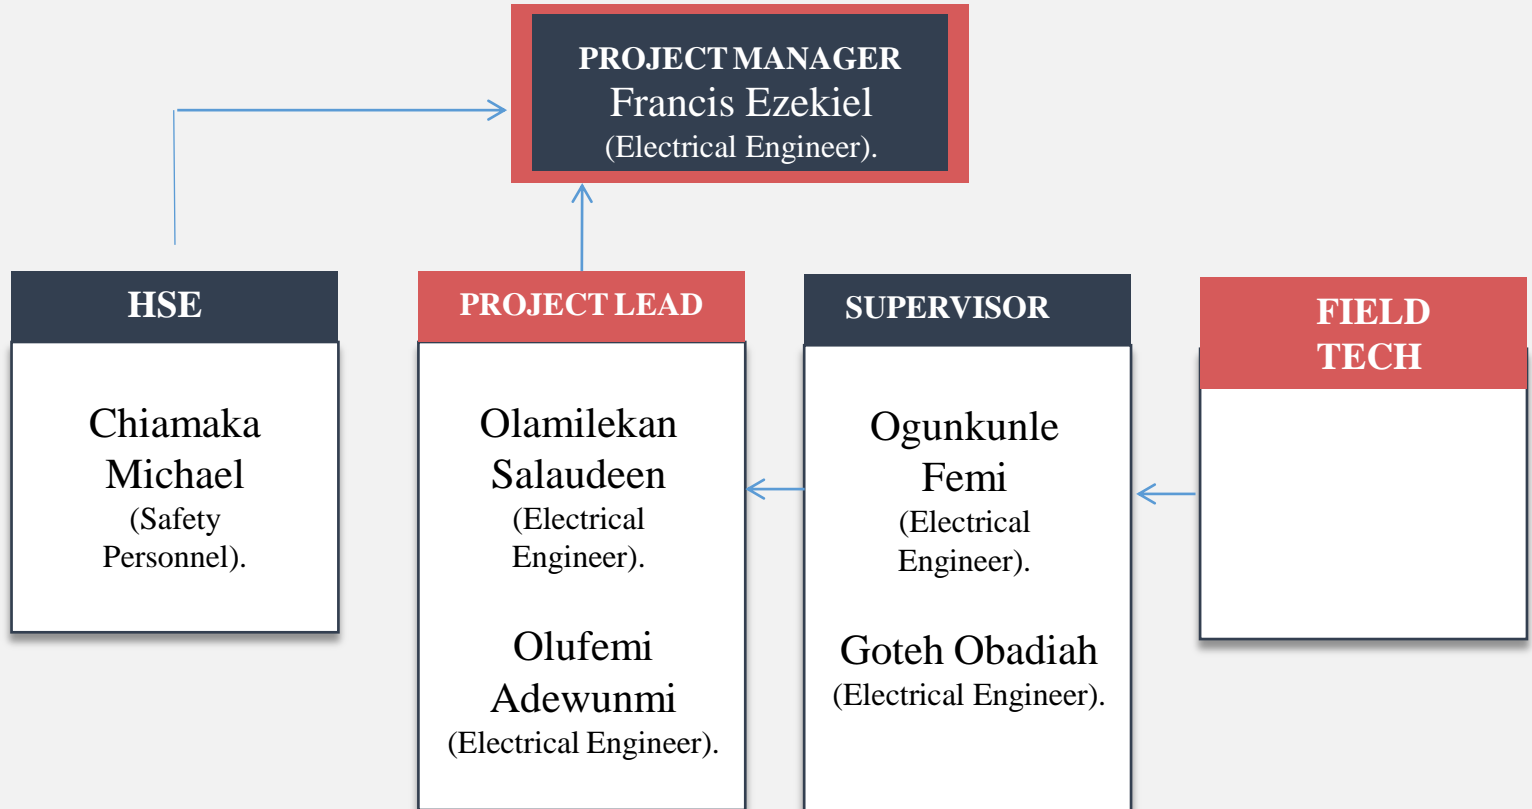 PROJECT MANAGER
Francis Ezekiel
(Electrical Engineer).
HSE
Chiamaka
Michael
(Safety
Personnel).
PROJECT LEAD
Olamilekan
Salaudeen
(Electrical
Engineer).
Olufemi
Adewunmi
(Electrical Engineer).
SUPERVISOR
Ogunkunle
Femi
(Electrical
Engineer).
Goteh Obadiah
(Electrical Engineer).
FIELD
TECH